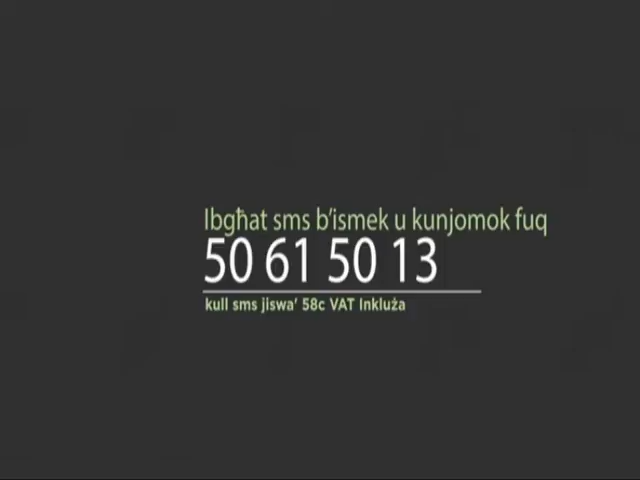 Ibgħat sms b'ismek u kunjomok fuq
50 61 50 13
kull sms jiswa' 58c VAT Inkluża